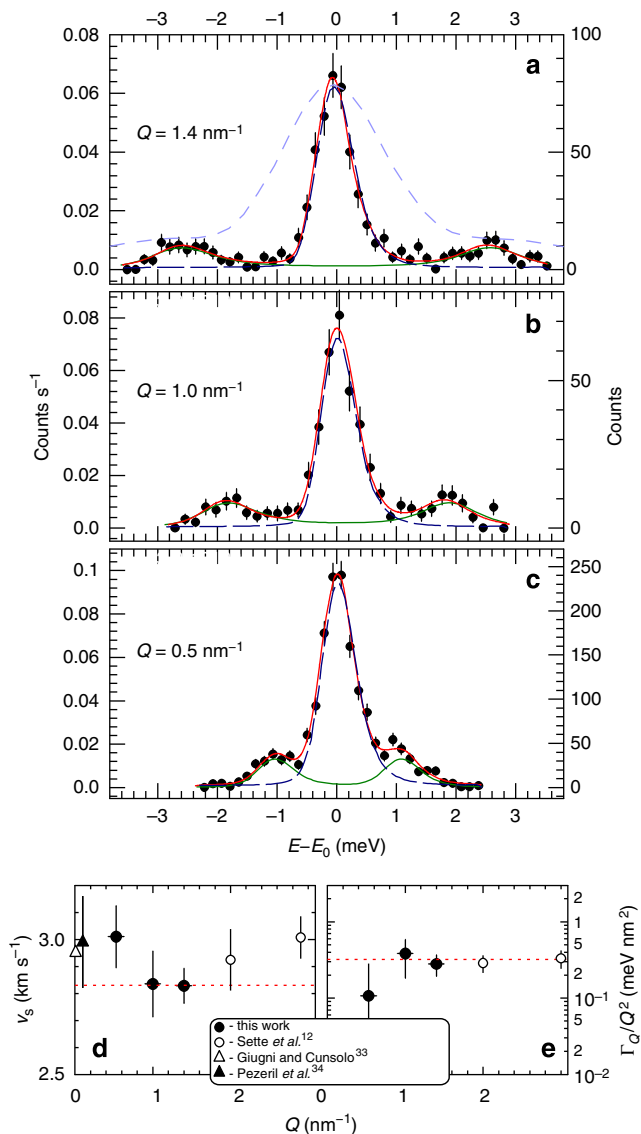 −3 −2 −1 0 1 2 3
0.08
0.06
0.04
0.02
0.0
a
Q = 1.4 nm⁻¹
100
50
0
b
Q = 1.0 nm⁻¹
0.08
0.06
0.04
0.02
0.0
Counts s⁻¹
50
0
Counts
c
Q = 0.5 nm⁻¹
0.1
0.08
0.06
0.04
0.02
0.0
250
200
150
100
50
0
−3 −2 −1 0 1 2 3
E−E₀ (meV)
3.0
2.5
vₛ (km s⁻¹)
d
e
2
10⁻¹
2
10⁻²
Γ_Q/Q² (meV nm²)
- this work
- Sette et al.¹²
- Giugni and Cunsolo³³
- Pezeril et al.³⁴
0 1 2 0 1 2 3
Q (nm⁻¹)